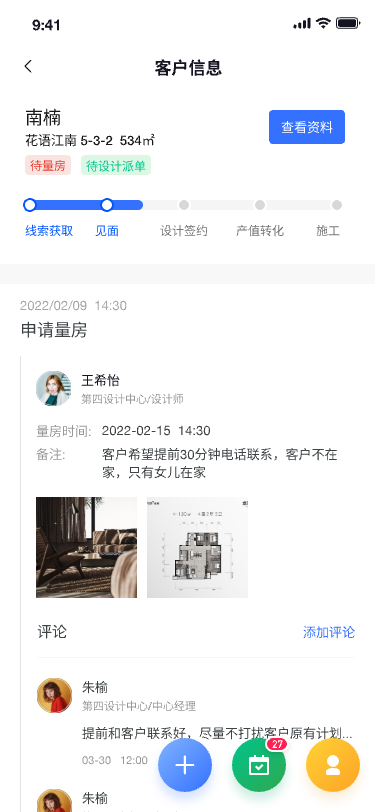 9:41
客户信息
南楠
花语江南 5-3-2 534㎡
查看资料
待量房 待设计派单
线索获取 见面 设计签约 产值转化 施工
2022/02/09 14:30
申请量房
王希怡
第四设计中心/设计师
量房时间: 2022-02-15 14:30
备注: 客户希望提前30分钟电话联系，客户不在
家，只有女儿在家
评论 添加评论
朱榆
第四设计中心/中心经理
提前和客户联系好，尽量不打扰客户原有计划...
03-30 12:00
27
朱榆